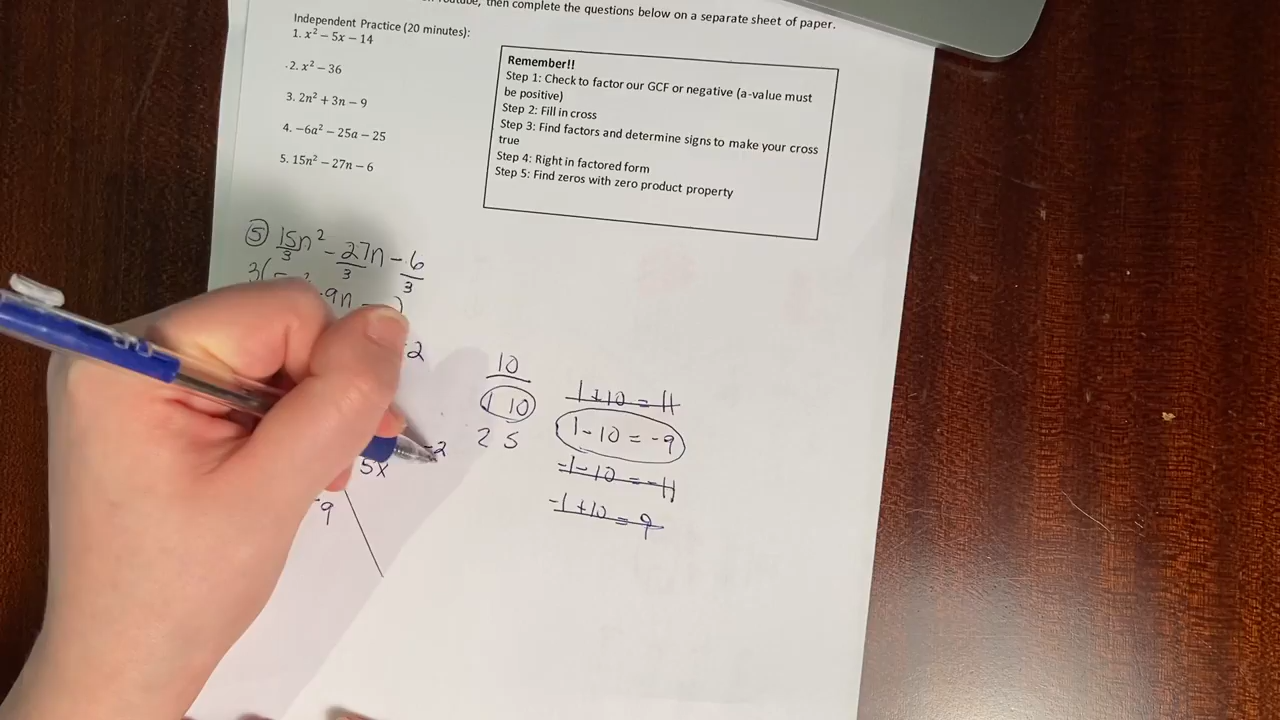 then complete the questions below on a separate sheet of paper.
Independent Practice (20 minutes):
1. x² − 5x − 14
-2. x² − 36
3. 2n² + 3n − 9
4. −6a² − 25a − 25
5. 15n² − 27n − 6
Remember!!
Step 1: Check to factor our GCF or negative (a-value must
be positive)
Step 2: Fill in cross
Step 3: Find factors and determine signs to make your cross
true
Step 4: Right in factored form
Step 5: Find zeros with zero product property
⑤ 15n² − 27n − 6
3 3 3
3( 9n −
-2
10
1 10
2 5
1+10 = 11
1−10 = −9
−1−10 = −11
−1+10 = 9
-2
5x
-9